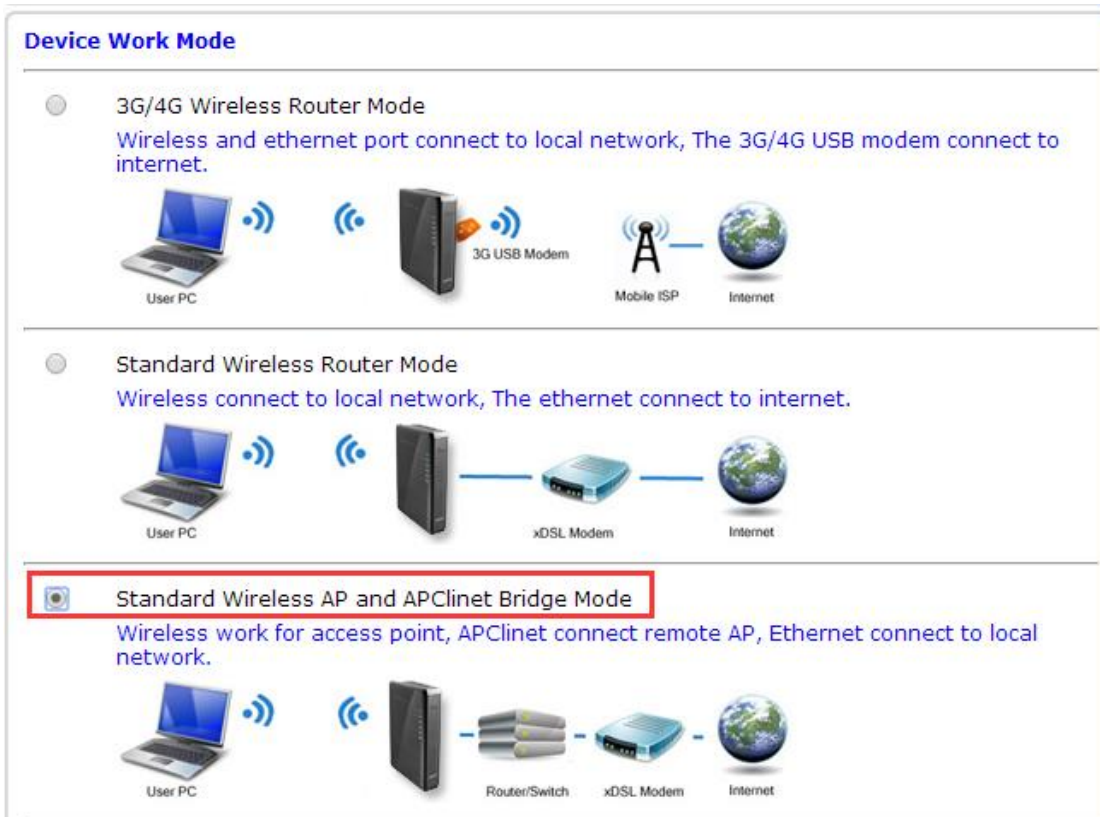 Device Work Mode
3G/4G Wireless Router Mode
Wireless and ethernet port connect to local network, The 3G/4G USB modem connect to
internet.
3G USB Modem
User PC
Mobile ISP
Internet
Standard Wireless Router Mode
Wireless connect to local network, The ethernet connect to internet.
User PC
xDSL Modem
Internet
Standard Wireless AP and APClinet Bridge Mode
Wireless work for access point, APClinet connect remote AP, Ethernet connect to local
network.
User PC
Router/Switch
xDSL Modem
Internet